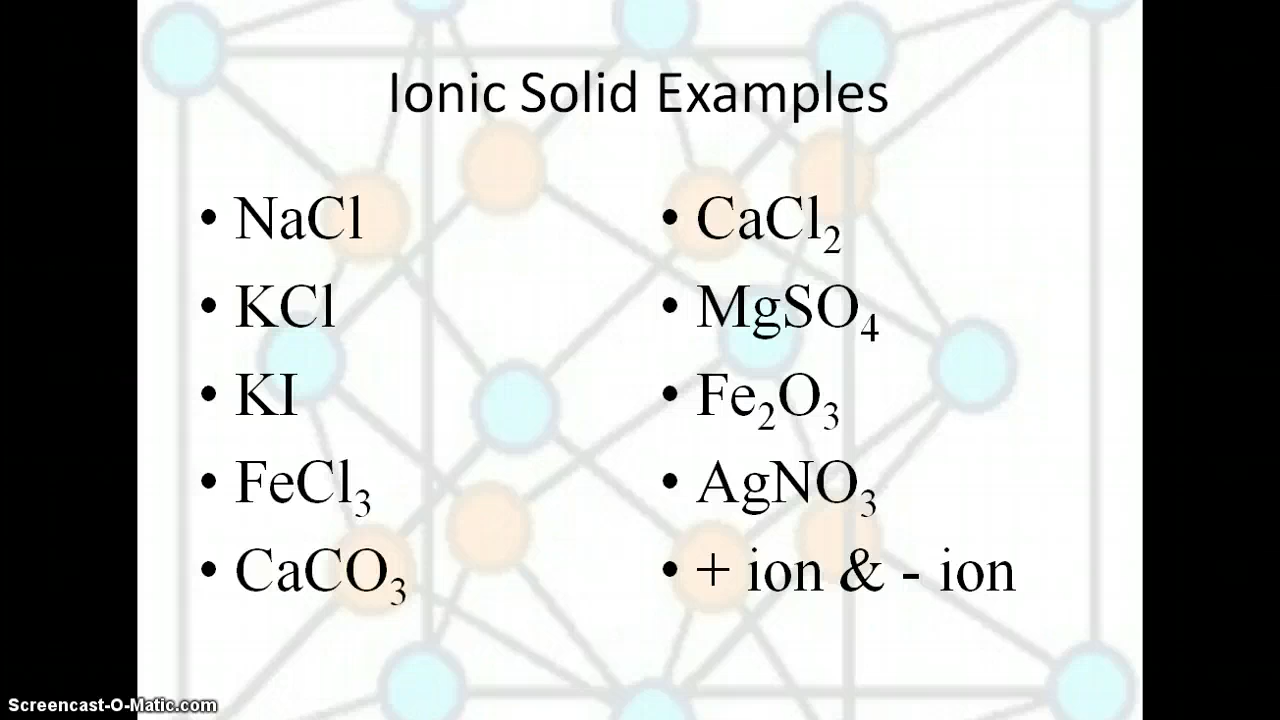 Ionic Solid Examples
• NaCl
• KCl
• KI
• FeCl₃
• CaCO₃
• CaCl₂
• MgSO₄
• Fe₂O₃
• AgNO₃
• + ion & - ion
Screencast-O-Matic.com